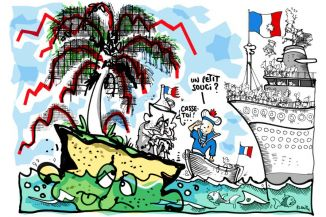 UN PETIT
SOUCI ?
CASSE
TOI !